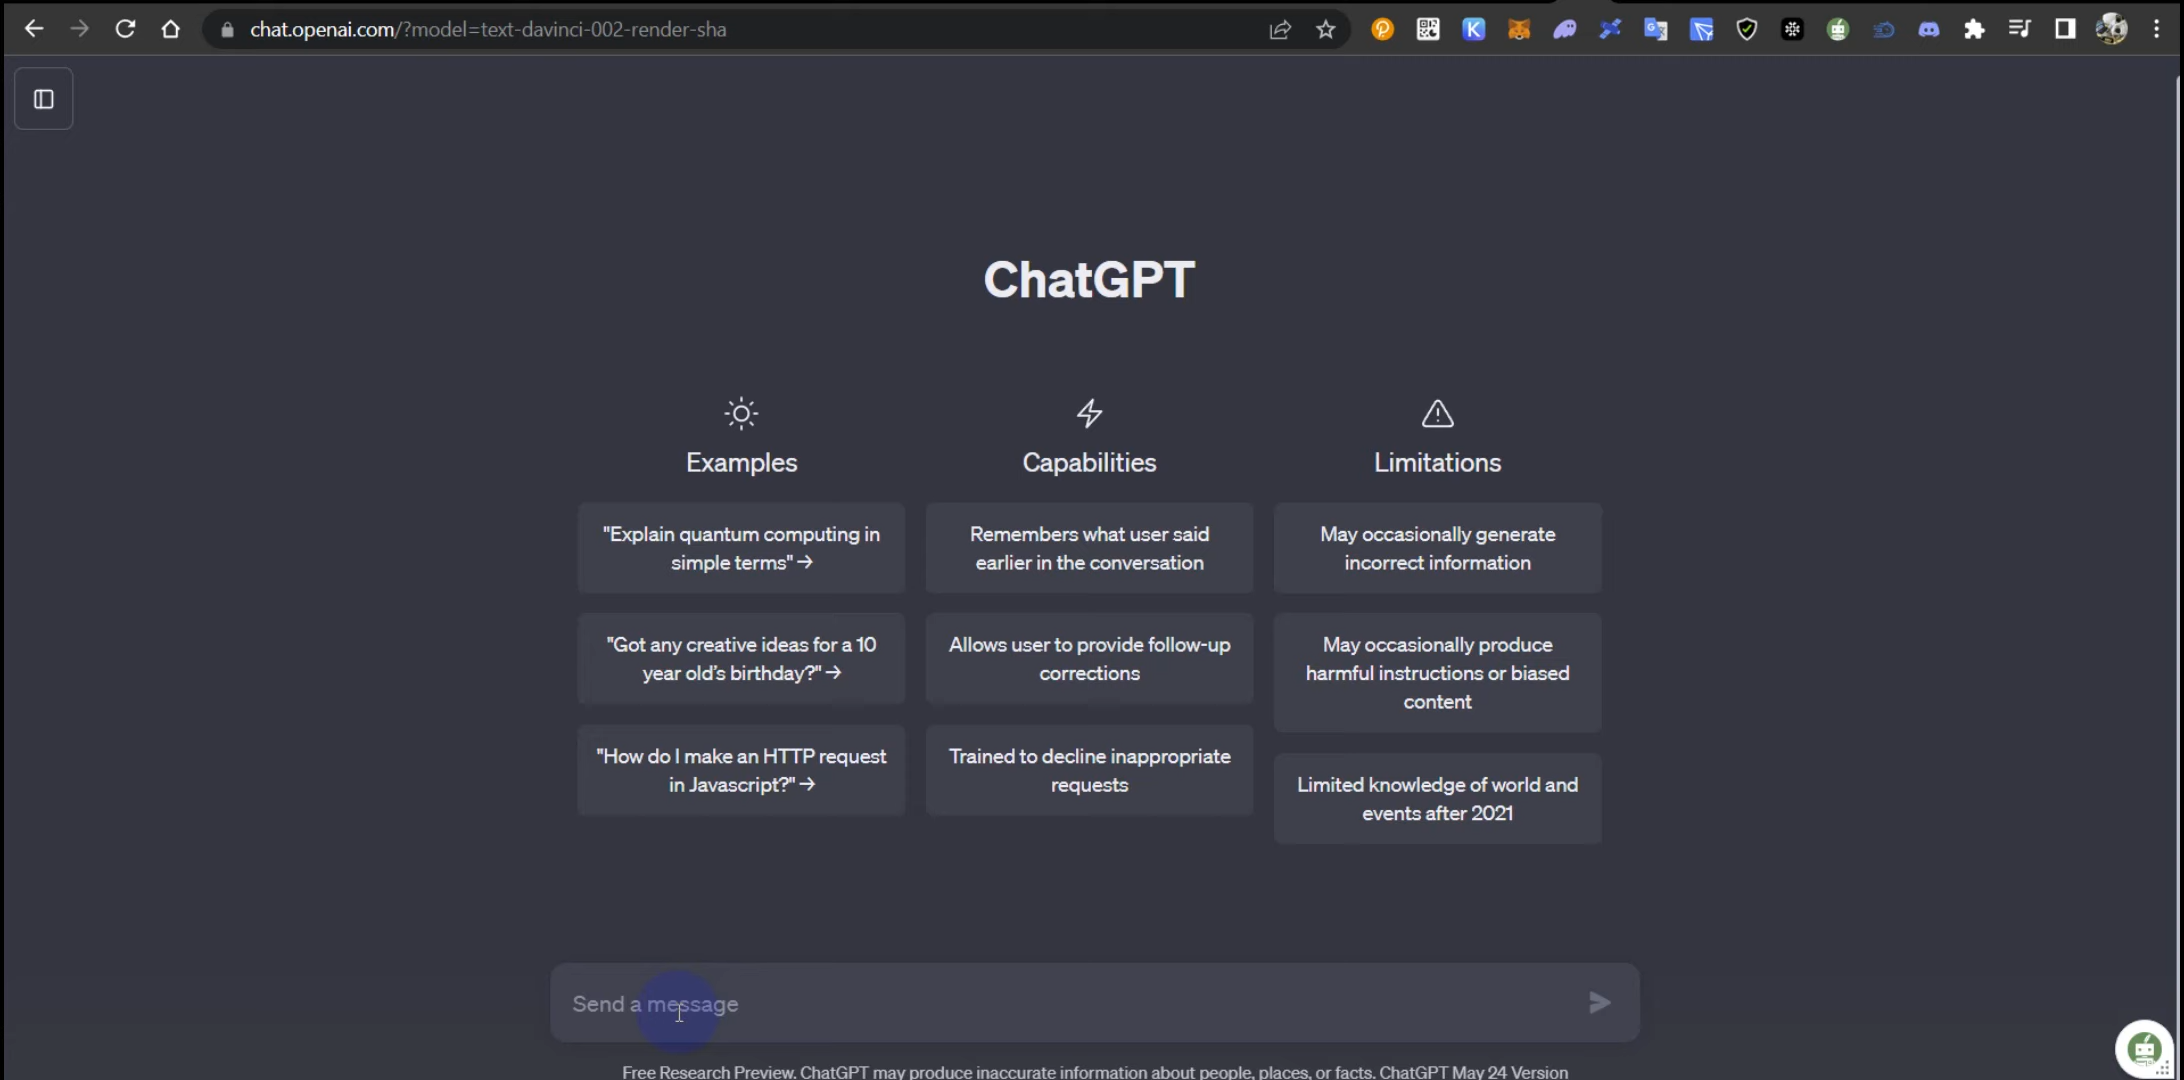 chat.openai.com/?model=text-davinci-002-render-sha
ChatGPT
Examples
"Explain quantum computing in
simple terms" →
"Got any creative ideas for a 10
year old's birthday?" →
"How do I make an HTTP request
in Javascript?" →
Capabilities
Remembers what user said
earlier in the conversation
Allows user to provide follow-up
corrections
Trained to decline inappropriate
requests
Limitations
May occasionally generate
incorrect information
May occasionally produce
harmful instructions or biased
content
Limited knowledge of world and
events after 2021
Send a message
Free Research Preview. ChatGPT may produce inaccurate information about people, places, or facts. ChatGPT May 24 Version